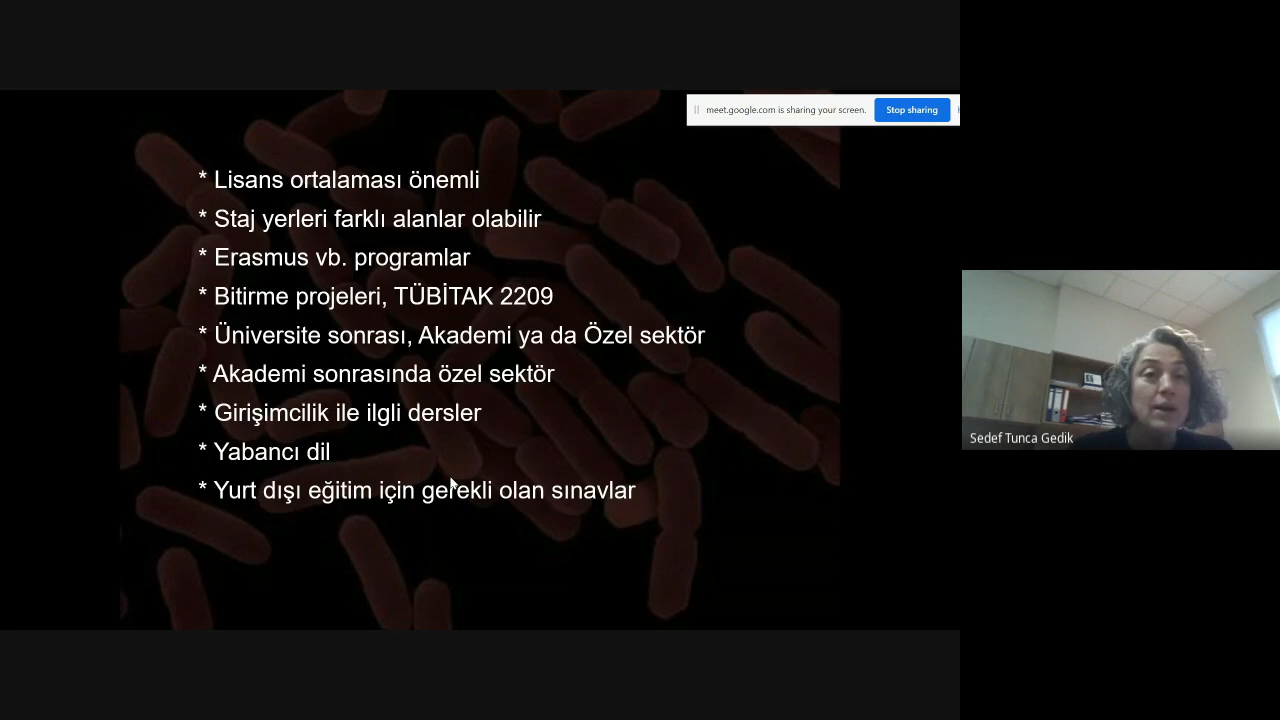 meet.google.com is sharing your screen.
Stop sharing
* Lisans ortalaması önemli
* Staj yerleri farklı alanlar olabilir
* Erasmus vb. programlar
* Bitirme projeleri, TÜBİTAK 2209
* Üniversite sonrası, Akademi ya da Özel sektör
* Akademi sonrasında özel sektör
* Girişimcilik ile ilgli dersler
* Yabancı dil
* Yurt dışı eğitim için gerekli olan sınavlar
Sedef Tunca Gedik